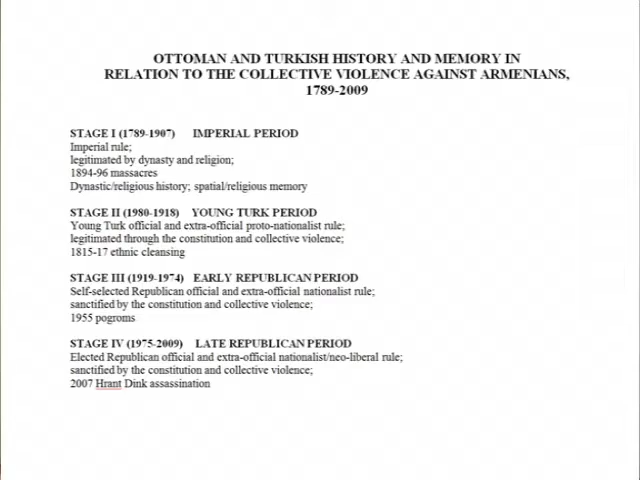 OTTOMAN AND TURKISH HISTORY AND MEMORY IN
RELATION TO THE COLLECTIVE VIOLENCE AGAINST ARMENIANS,
1789-2009
STAGE I (1789-1907) IMPERIAL PERIOD
Imperial rule;
legitimated by dynasty and religion;
1894-96 massacres
Dynastic/religious history; spatial/religious memory
STAGE II (1980-1918) YOUNG TURK PERIOD
Young Turk official and extra-official proto-nationalist rule;
legitimated through the constitution and collective violence;
1815-17 ethnic cleansing
STAGE III (1919-1974) EARLY REPUBLICAN PERIOD
Self-selected Republican official and extra-official nationalist rule;
sanctified by the constitution and collective violence;
1955 pogroms
STAGE IV (1975-2009) LATE REPUBLICAN PERIOD
Elected Republican official and extra-official nationalist/neo-liberal rule;
sanctified by the constitution and collective violence;
2007 Hrant Dink assassination